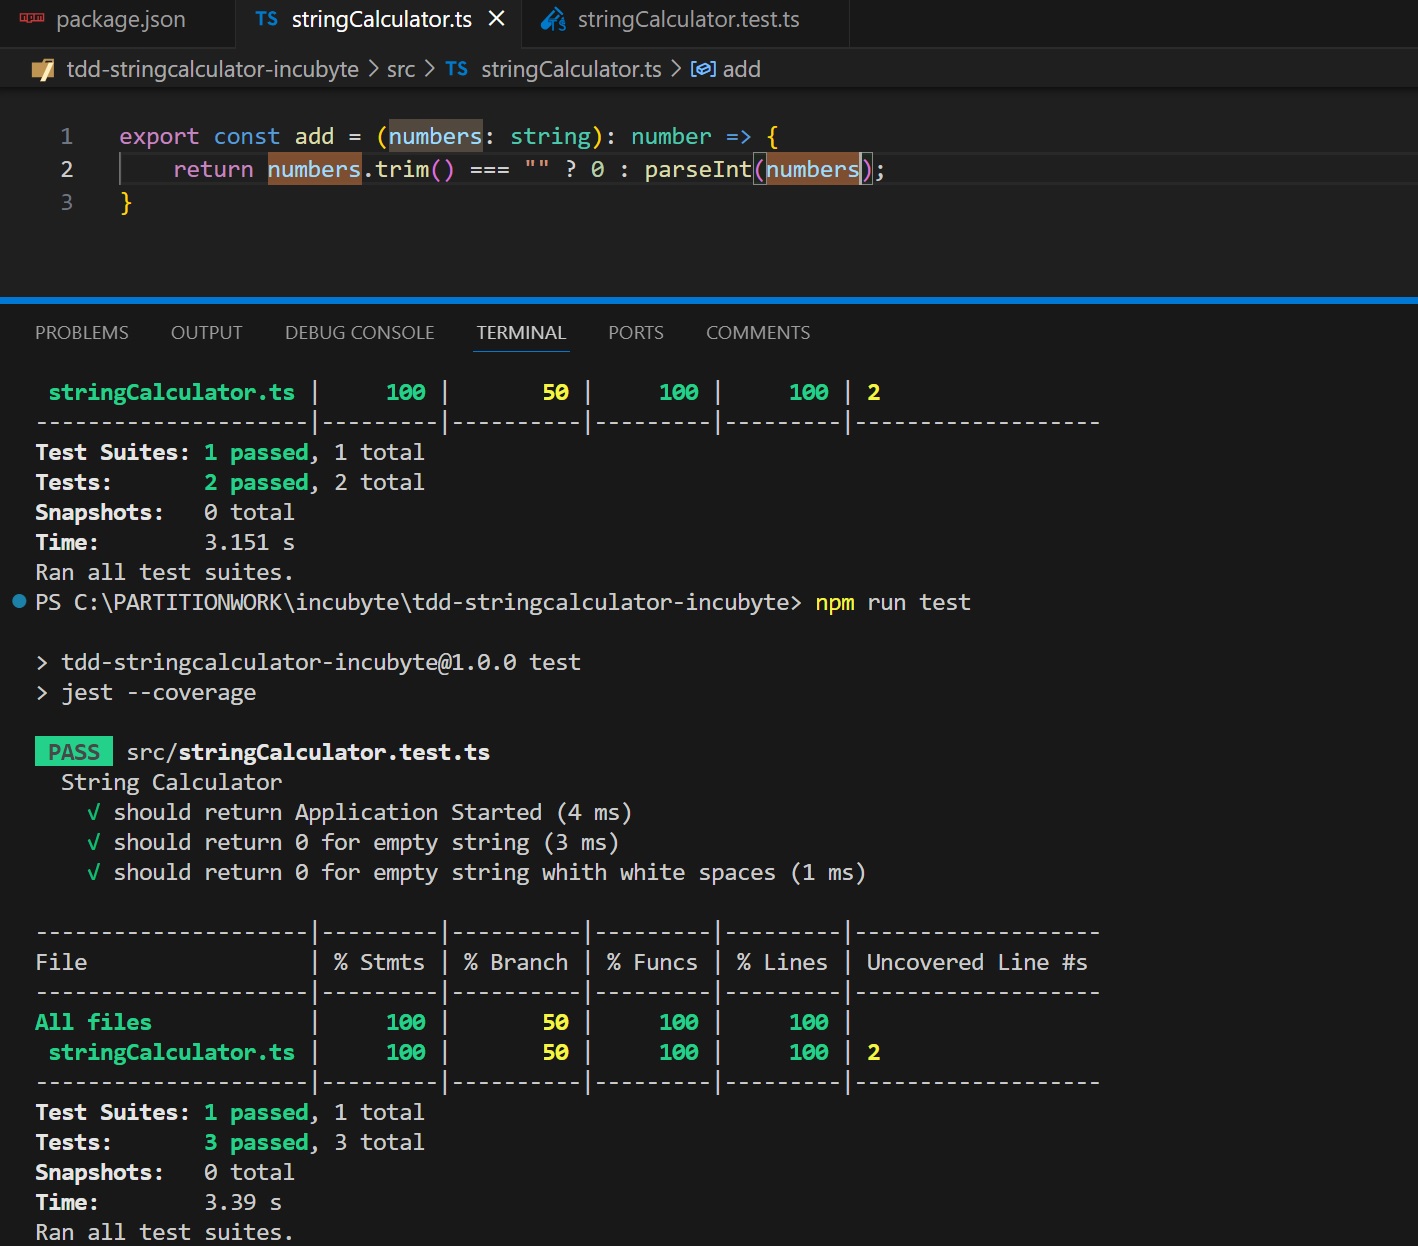 package.json TS stringCalculator.ts × stringCalculator.test.ts
tdd-stringcalculator-incubyte > src > TS stringCalculator.ts > add
1 export const add = (numbers: string): number => {
2 return numbers.trim() === "" ? 0 : parseInt(numbers);
3 }
PROBLEMS OUTPUT DEBUG CONSOLE TERMINAL PORTS COMMENTS
stringCalculator.ts | 100 | 50 | 100 | 100 | 2
---------------------|---------|----------|---------|---------|-------------------
Test Suites: 1 passed, 1 total
Tests: 2 passed, 2 total
Snapshots: 0 total
Time: 3.151 s
Ran all test suites.
PS C:\PARTITIONWORK\incubyte\tdd-stringcalculator-incubyte> npm run test
> tdd-stringcalculator-incubyte@1.0.0 test
> jest --coverage
PASS src/stringCalculator.test.ts
String Calculator
√ should return Application Started (4 ms)
√ should return 0 for empty string (3 ms)
√ should return 0 for empty string whith white spaces (1 ms)
---------------------|---------|----------|---------|---------|-------------------
File | % Stmts | % Branch | % Funcs | % Lines | Uncovered Line #s
---------------------|---------|----------|---------|---------|-------------------
All files | 100 | 50 | 100 | 100 |
stringCalculator.ts | 100 | 50 | 100 | 100 | 2
---------------------|---------|----------|---------|---------|-------------------
Test Suites: 1 passed, 1 total
Tests: 3 passed, 3 total
Snapshots: 0 total
Time: 3.39 s
Ran all test suites.